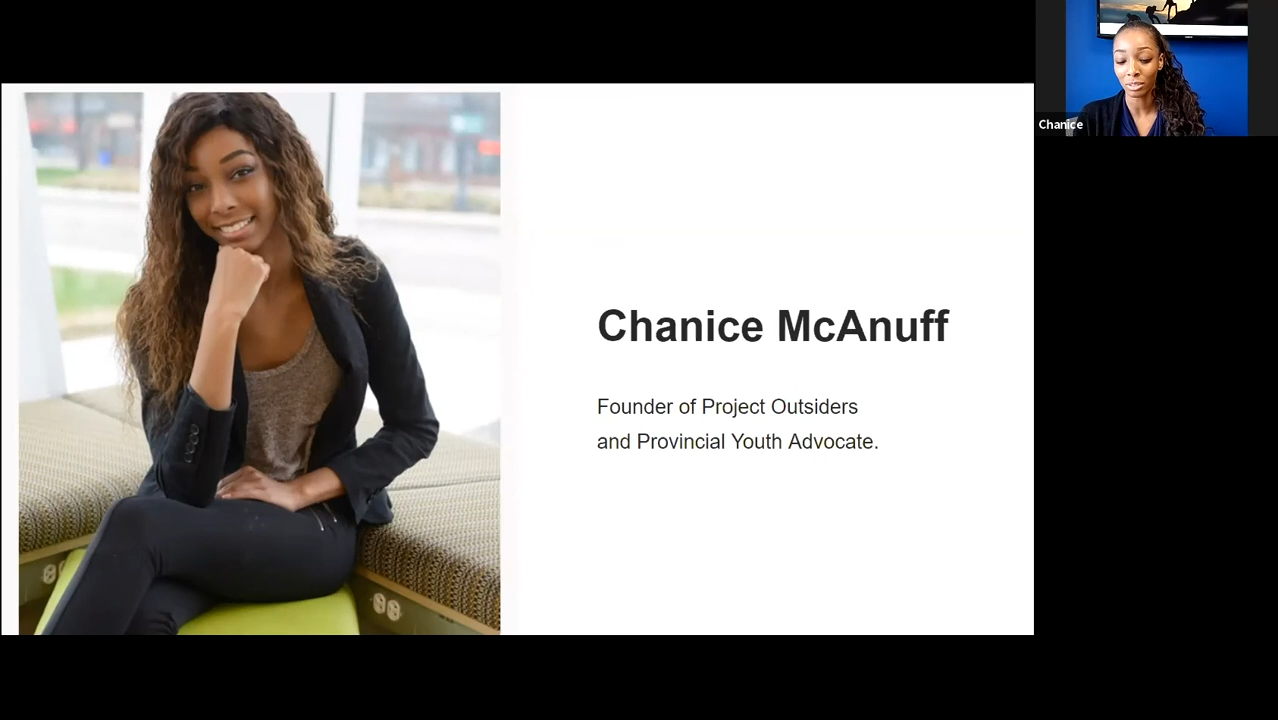 Chanice McAnuff
Founder of Project Outsiders
and Provincial Youth Advocate.
Chanice